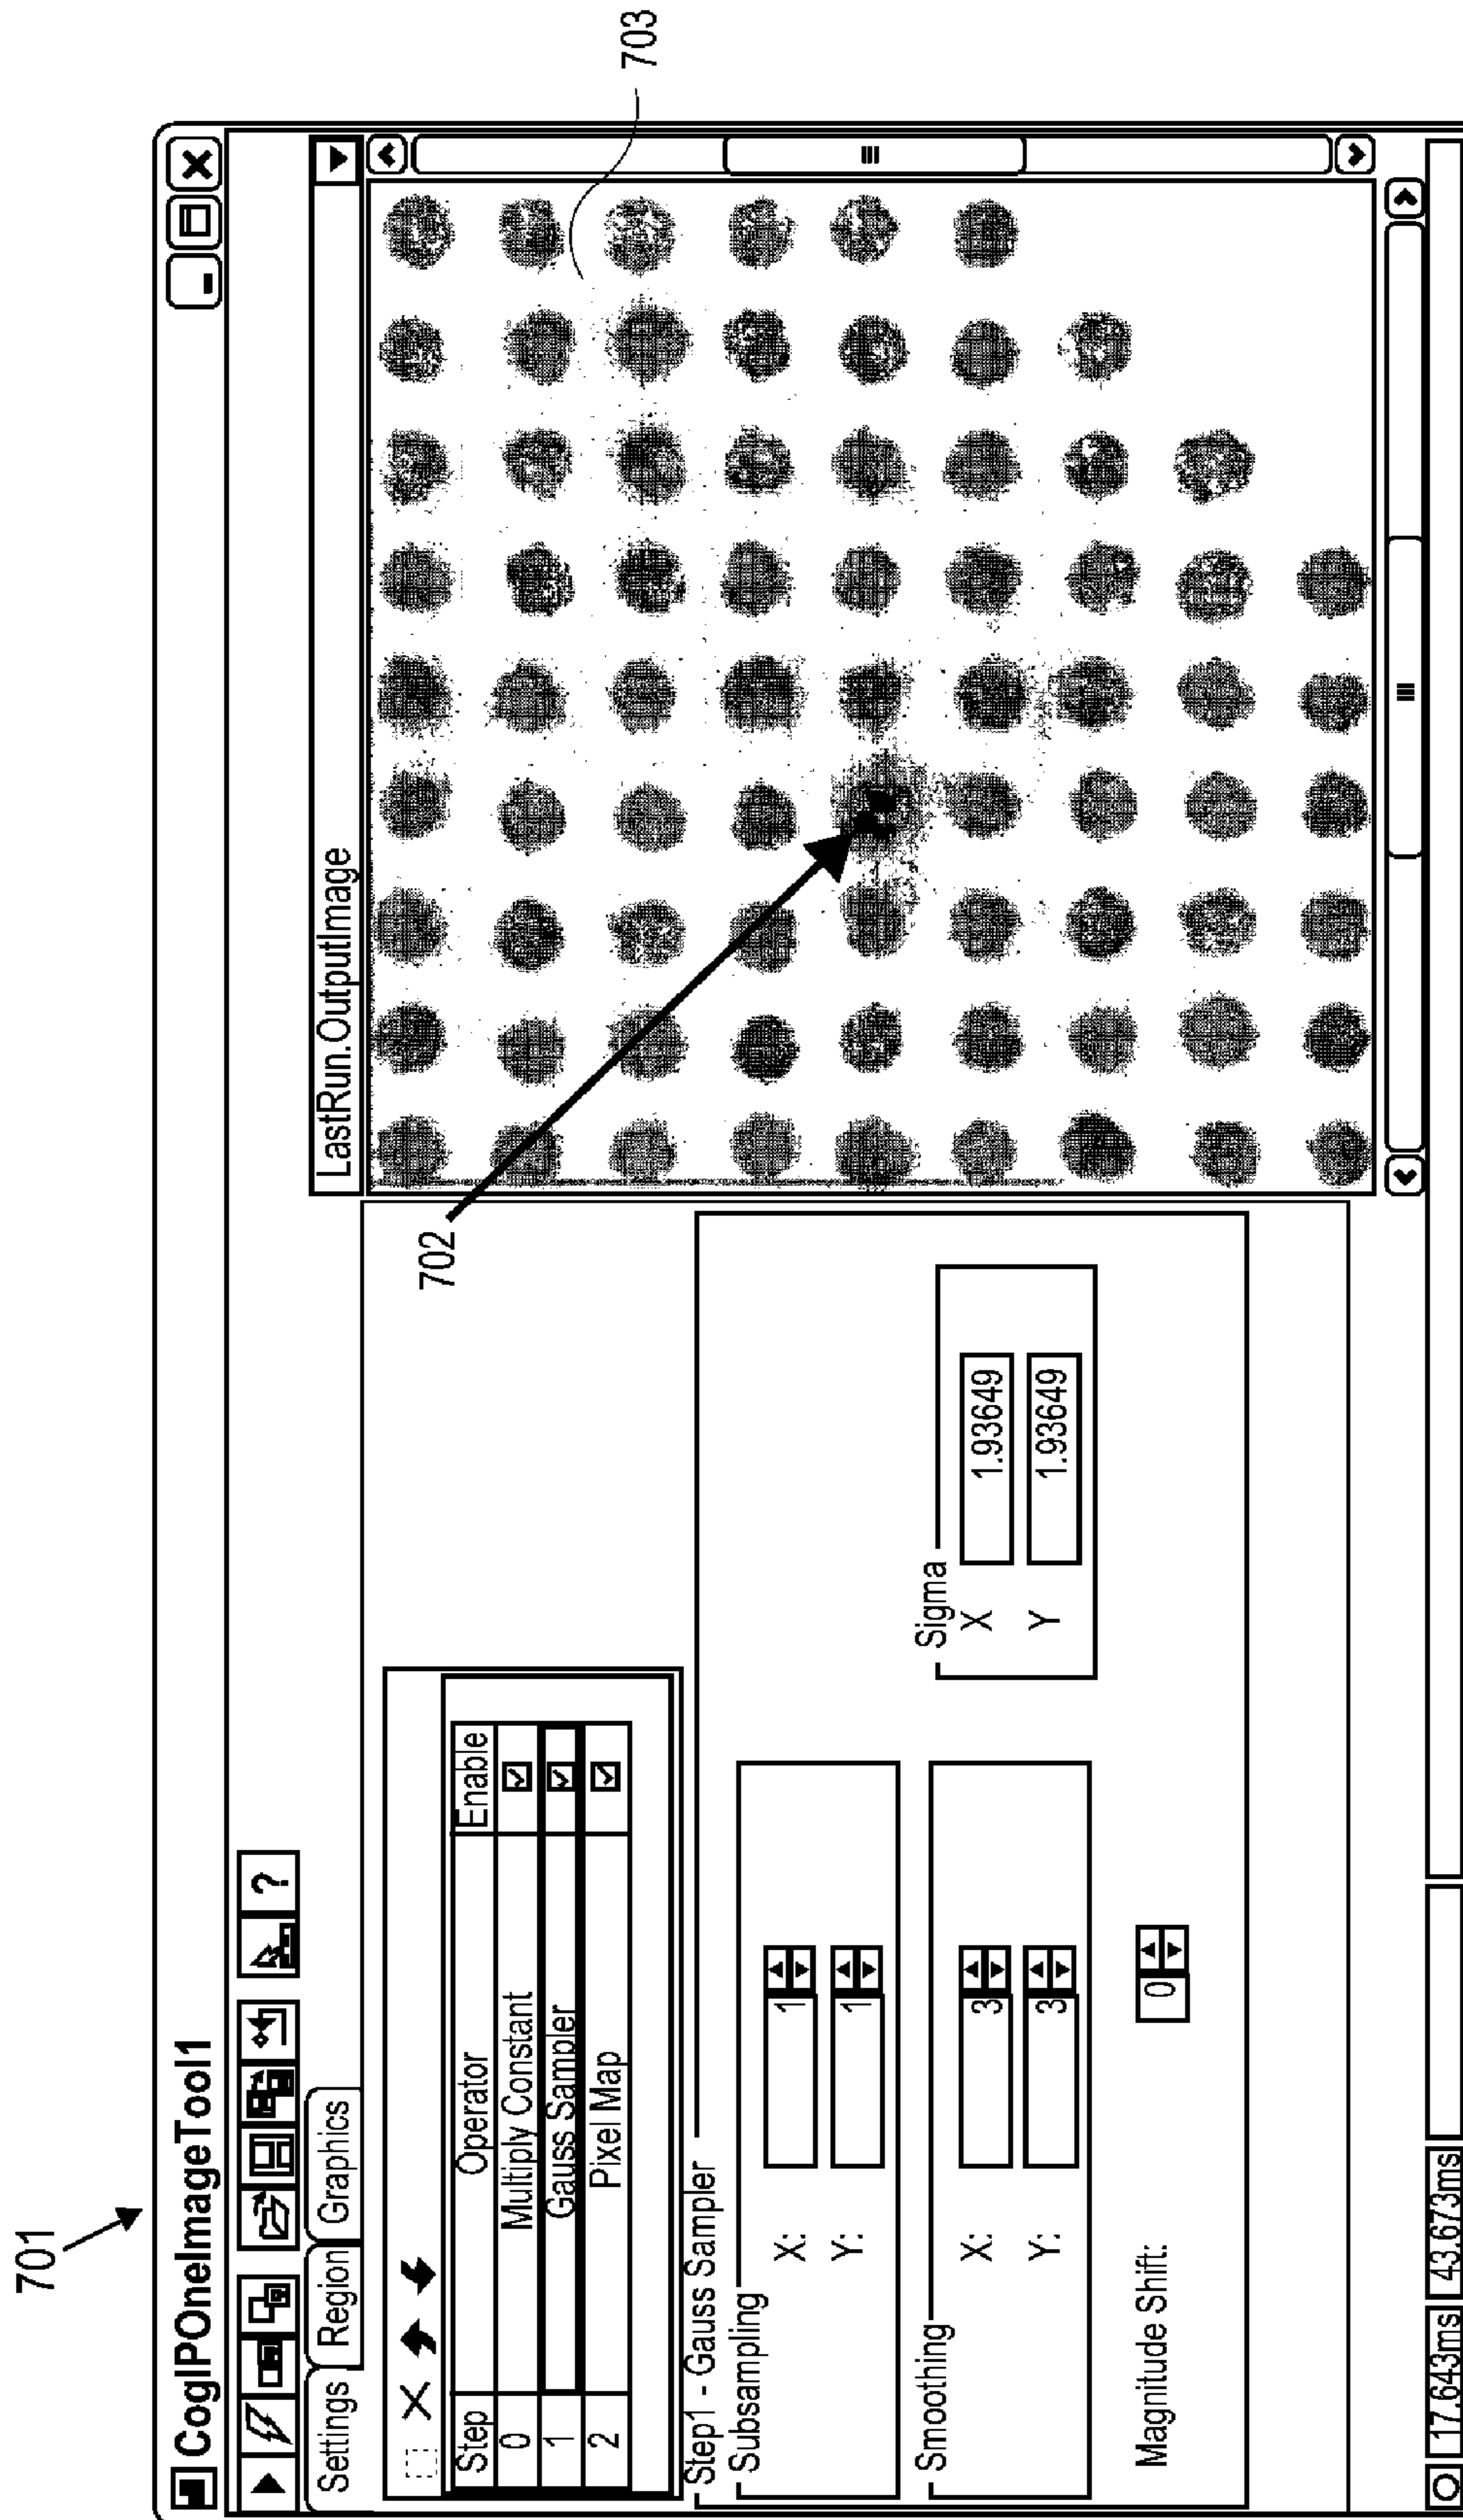 701
CogIPOneImageTool1
?
Settings Region Graphics
LastRun.OutputImage
702
703
Step Operator Enable
0 Multiply Constant
1 Gauss Sampler
2 Pixel Map
Step1 - Gauss Sampler
Subsampling
X: 1
Y: 1
Smoothing
X: 3
Y: 3
Sigma
X 1.93649
Y 1.93649
Magnitude Shift: 0
17.643ms 43.673ms